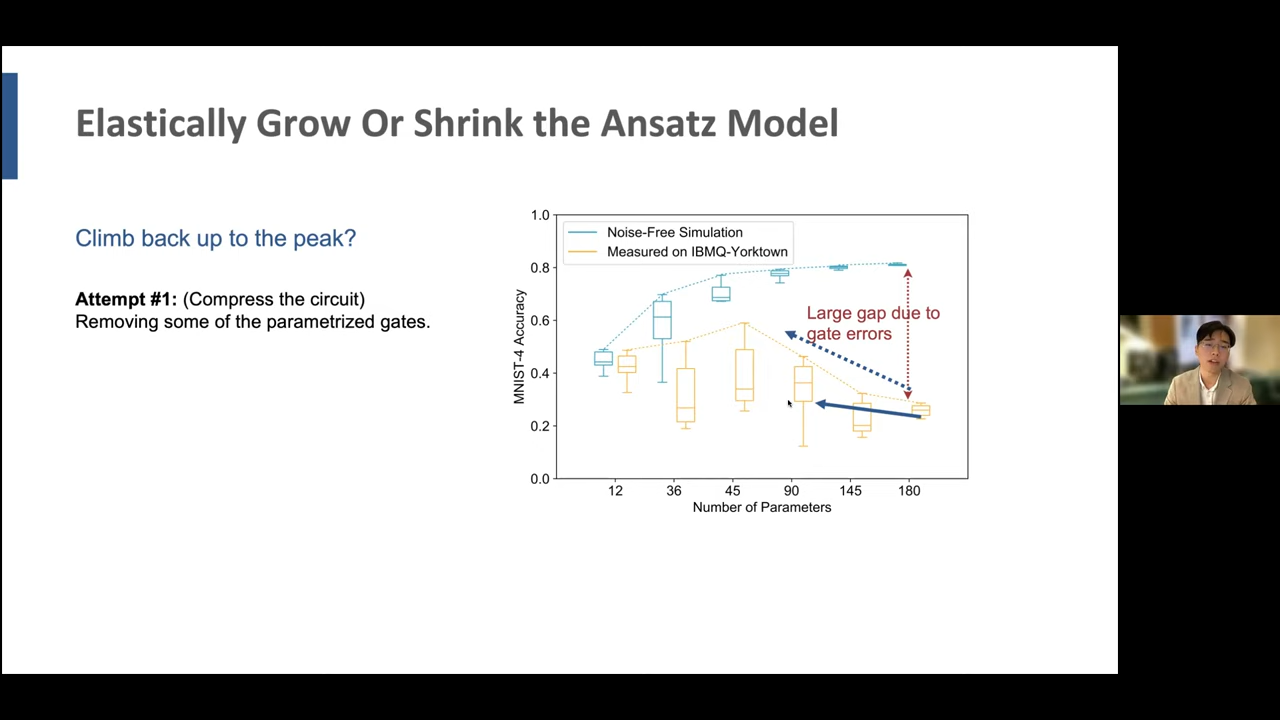 Elastically Grow Or Shrink the Ansatz Model
Climb back up to the peak?
Attempt #1: (Compress the circuit)
Removing some of the parametrized gates.
1.0
0.8
0.6
0.4
0.2
0.0
MNIST-4 Accuracy
Noise-Free Simulation
Measured on IBMQ-Yorktown
Large gap due to
gate errors
12 36 45 90 145 180
Number of Parameters